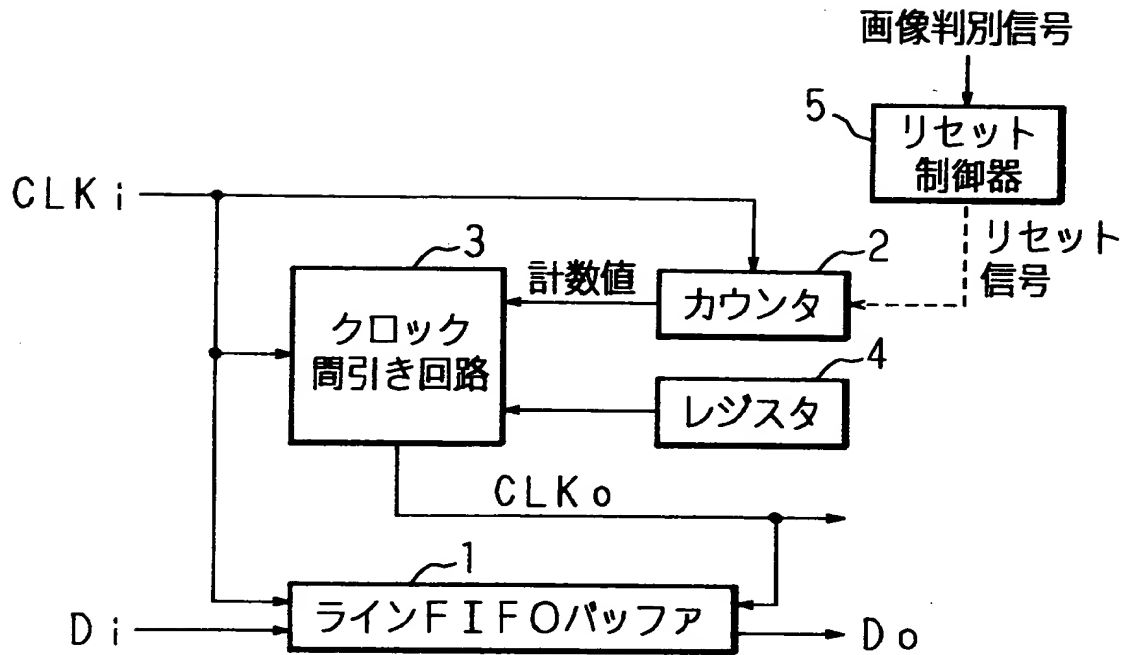 画像判別信号
5
リセット
制御器
CLKi
リセット
信号
3
2
計数値
カウンタ
クロック
間引き回路
4
レジスタ
CLKo
1
ラインFIFOバッファ
Di
Do